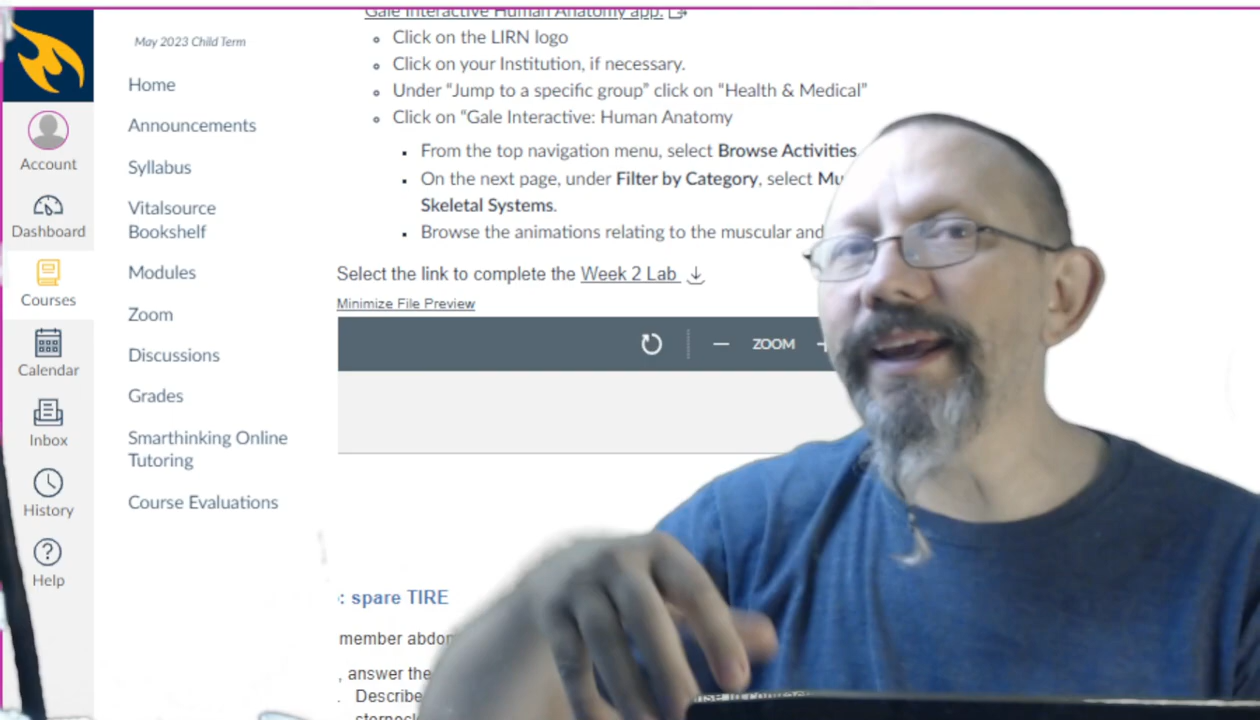 Gale Interactive Human Anatomy app.
May 2023 Child Term
Click on the LIRN logo
Click on your Institution, if necessary.
Under “Jump to a specific group” click on “Health & Medical”
Click on “Gale Interactive: Human Anatomy
From the top navigation menu, select Browse Activities
On the next page, under Filter by Category, select Mu
Skeletal Systems.
Browse the animations relating to the muscular and
Select the link to complete the Week 2 Lab
Minimize File Preview
ZOOM
: spare TIRE
member abdom
, answer the
. Describe
Account
Dashboard
Courses
Calendar
Inbox
History
Help
Home
Announcements
Syllabus
Vitalsource
Bookshelf
Modules
Zoom
Discussions
Grades
Smarthinking Online
Tutoring
Course Evaluations